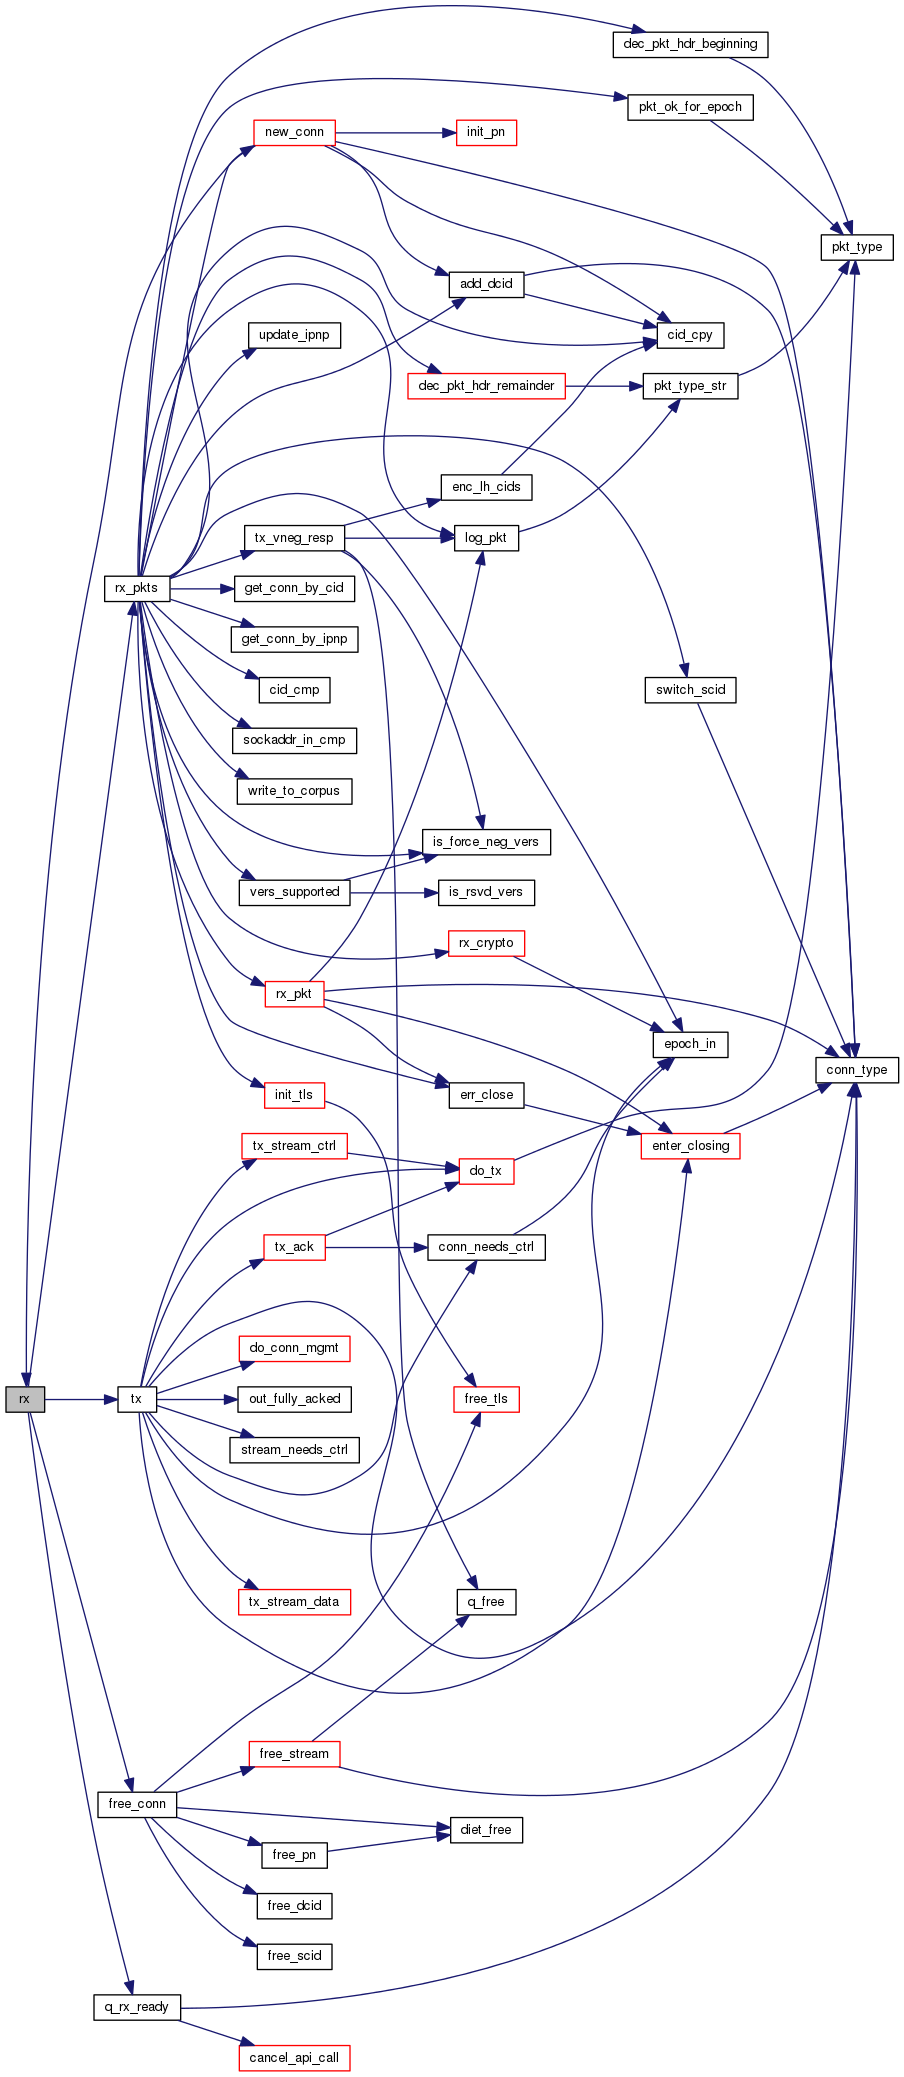 dec_pkt_hdr_beginning
pkt_ok_for_epoch
new_conn
init_pn
pkt_type
add_dcid
update_ipnp
cid_cpy
dec_pkt_hdr_remainder
pkt_type_str
enc_lh_cids
tx_vneg_resp
log_pkt
rx_pkts
get_conn_by_cid
get_conn_by_ipnp
cid_cmp
switch_scid
sockaddr_in_cmp
write_to_corpus
is_force_neg_vers
vers_supported
is_rsvd_vers
rx_crypto
rx_pkt
epoch_in
conn_type
init_tls
err_close
tx_stream_ctrl
enter_closing
do_tx
tx_ack
conn_needs_ctrl
do_conn_mgmt
rx
tx
out_fully_acked
free_tls
stream_needs_ctrl
tx_stream_data
q_free
free_stream
free_conn
diet_free
free_pn
free_dcid
free_scid
q_rx_ready
cancel_api_call